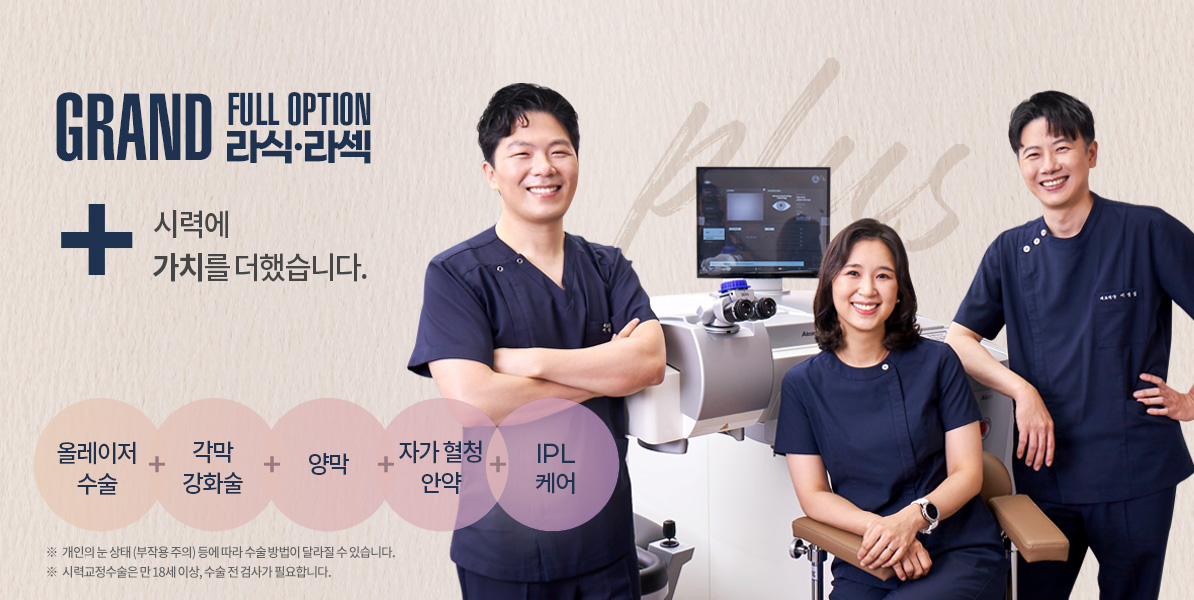 GRAND
FULL OPTION
라식·라섹
+
시력에
가치를 더했습니다.
plus
올레이저
수술
+
각막
강화술
+
양막
+
자가 혈청
안약
+
IPL
케어
※ 개인의 눈 상태 (부작용 주의) 등에 따라 수술 방법이 달라질 수 있습니다.
※ 시력교정수술은 만 18세 이상, 수술 전 검사가 필요합니다.